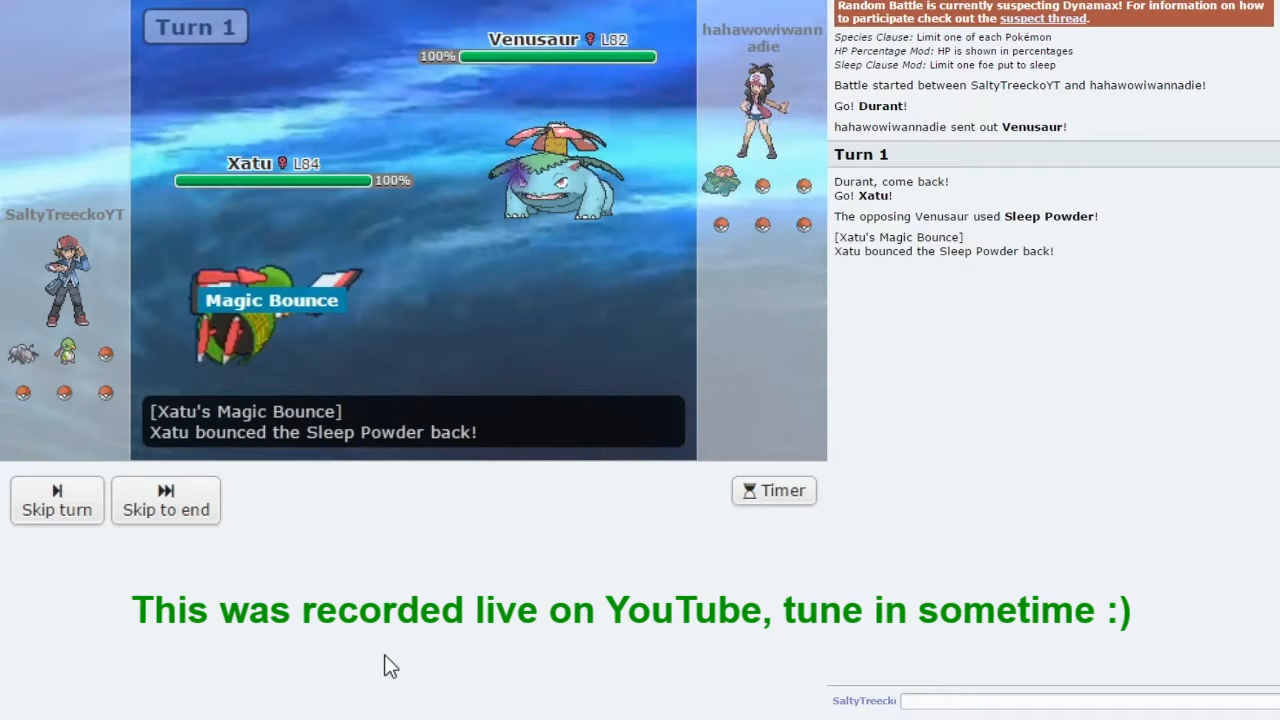 Turn 1
Venusaur L82
100%
Xatu L84
100%
Magic Bounce
SaltyTreeckoYT
hahawowiwann
adie
[Xatu's Magic Bounce]
Xatu bounced the Sleep Powder back!
Skip turn
Skip to end
Timer
This was recorded live on YouTube, tune in sometime :)
Random Battle is currently suspecting Dynamax! For information on how
to participate check out the suspect thread.
Species Clause: Limit one of each Pokémon
HP Percentage Mod: HP is shown in percentages
Sleep Clause Mod: Limit one foe put to sleep
Battle started between SaltyTreeckoYT and hahawowiwannadie!
Go! Durant!
hahawowiwannadie sent out Venusaur!
Turn 1
Durant, come back!
Go! Xatu!
The opposing Venusaur used Sleep Powder!
[Xatu's Magic Bounce]
Xatu bounced the Sleep Powder back!
SaltyTreeck